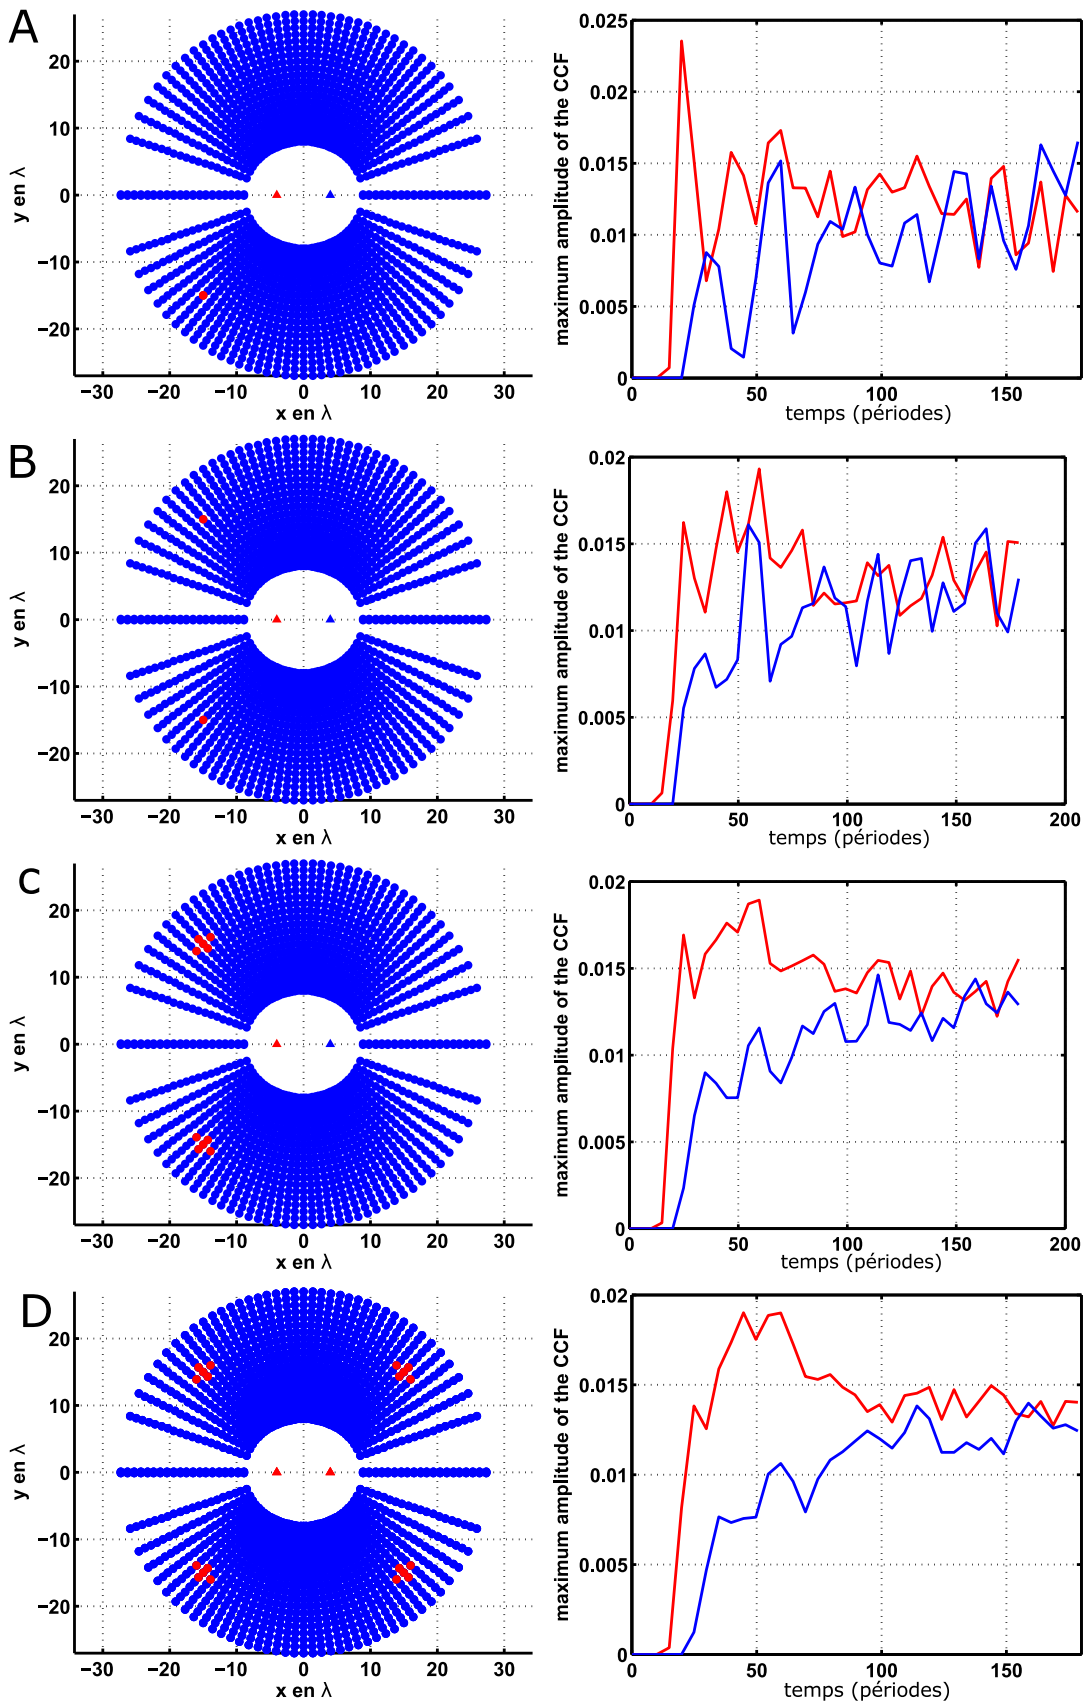 A
y en λ
20
10
0
−10
−20
−30 −20 −10 0 10 20 30
x en λ
maximum amplitude of the CCF
0.025
0.02
0.015
0.01
0.005
0
0 50 100 150
temps (périodes)
B
y en λ
20
10
0
−10
−20
−30 −20 −10 0 10 20 30
x en λ
maximum amplitude of the CCF
0.02
0.015
0.01
0.005
0
0 50 100 150 200
temps (périodes)
C
y en λ
20
10
0
−10
−20
−30 −20 −10 0 10 20 30
x en λ
maximum amplitude of the CCF
0.02
0.015
0.01
0.005
0
0 50 100 150 200
temps (périodes)
D
y en λ
20
10
0
−10
−20
−30 −20 −10 0 10 20 30
x en λ
maximum amplitude of the CCF
0.02
0.015
0.01
0.005
0
0 50 100 150
temps (périodes)